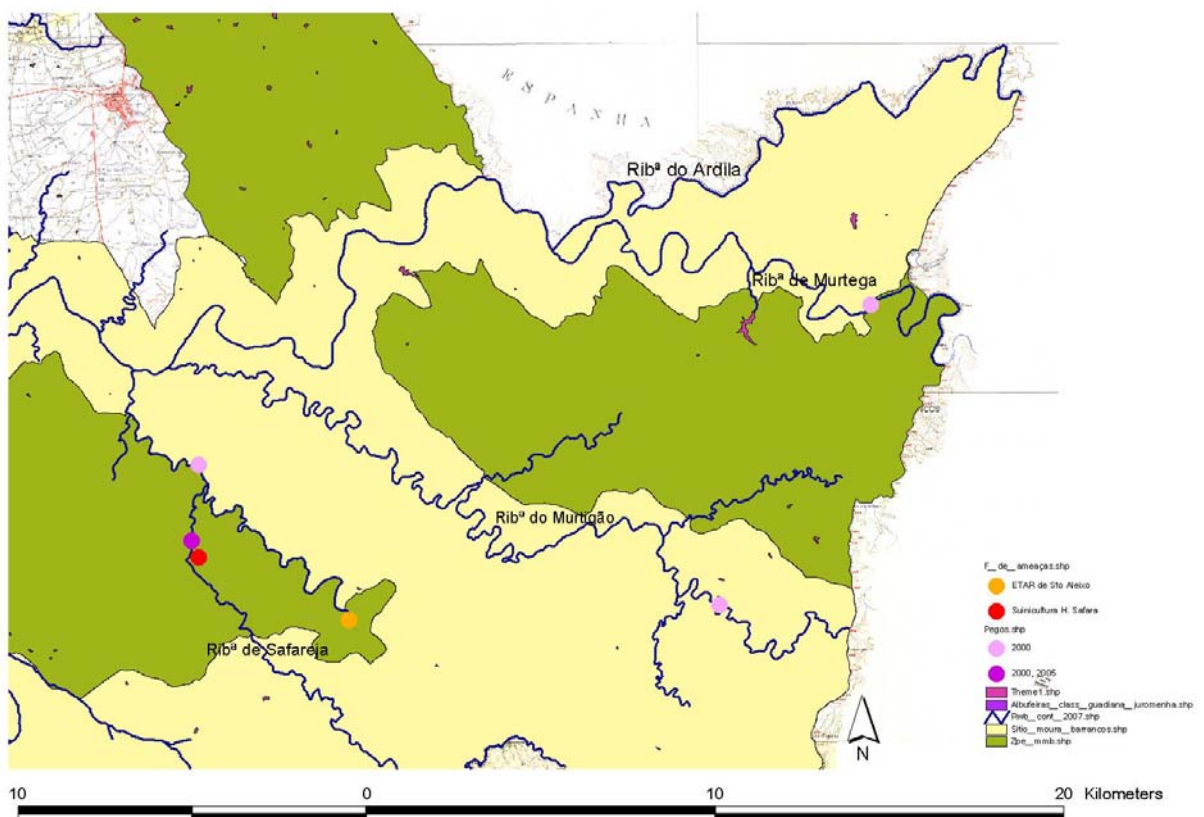 ESPANHA
Ribª do Ardila
Ribª de Murtega
Ribª do Murtigão
Ribª de Safareja
F__de__ameaças.shp
ETAR de Sto Aleixo
Suinicultura H. Safara
Pegos.shp
2000
2000, 2005
Theme1.shp
Albufeiras__class__guadiana__juromenha.shp
cont__2007.shp
Sitio__moura__barrancos.shp
Zpe__mmb.shp
N
10 0 10 20 Kilometers